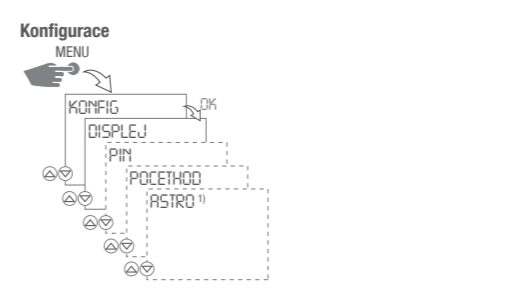 Konfigurace
MENU
KONFIG
OK
DISPLEJ
PIN
POCETHOD
ASTRO 1)